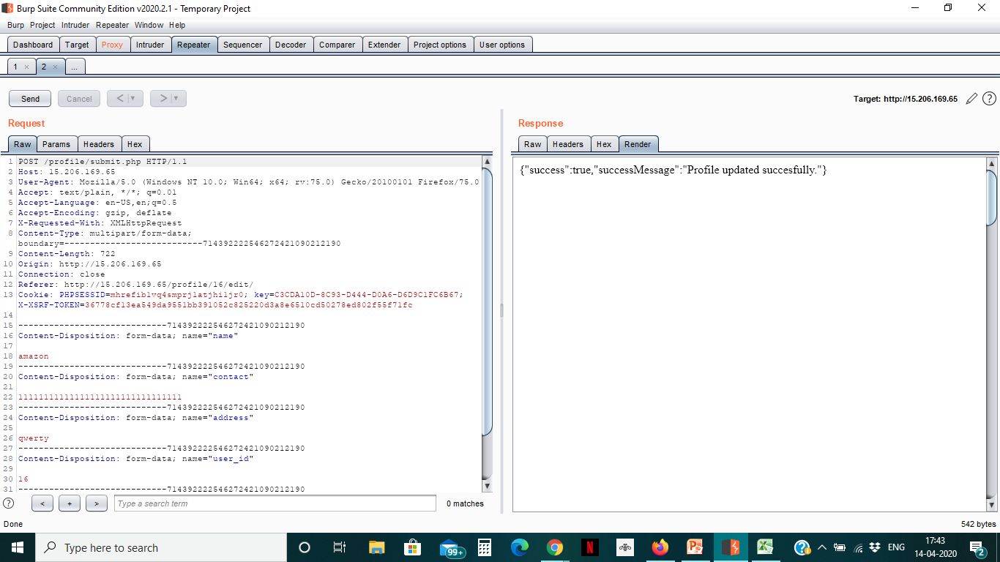 Burp Suite Community Edition v2020.2.1 - Temporary Project
Burp Project Intruder Repeater Window Help
Dashboard Target Proxy Intruder Repeater Sequencer Decoder Comparer Extender Project options User options
1 × 2 × ...
Send Cancel < > Target: http://15.206.169.65 ?
Request
Response
Raw Params Headers Hex
Raw Headers Hex Render
1 POST /profile/submit.php HTTP/1.1
2 Host: 15.206.169.65
3 User-Agent: Mozilla/5.0 (Windows NT 10.0; Win64; x64; rv:75.0) Gecko/20100101 Firefox/75.0
4 Accept: text/plain, */*; q=0.01
5 Accept-Language: en-US,en;q=0.5
6 Accept-Encoding: gzip, deflate
7 X-Requested-With: XMLHttpRequest
8 Content-Type: multipart/form-data;
boundary=---------------------------714392222546272421090212190
9 Content-Length: 722
10 Origin: http://15.206.169.65
11 Connection: close
12 Referer: http://15.206.169.65/profile/16/edit/
13 Cookie: PHPSESSID=mhrefiblvq4smprjlatjhiljr0; key=C3CDA10D-8C93-D444-D0A6-D6D9C1FC6B67;
X-XSRF-TOKEN=36778cf13ea549da9551bb391052c825220d3a8e6510cd50278ed802f55f71fc
14
15 -----------------------------714392222546272421090212190
16 Content-Disposition: form-data; name="name"
17
18 amazon
19 -----------------------------714392222546272421090212190
20 Content-Disposition: form-data; name="contact"
21
22 11111111111111111111111111111111
23 -----------------------------714392222546272421090212190
24 Content-Disposition: form-data; name="address"
25
26 qwerty
27 -----------------------------714392222546272421090212190
28 Content-Disposition: form-data; name="user_id"
29
30 16
31 -----------------------------714392222546272421090212190
{"success":true,"successMessage":"Profile updated succesfully."}
? < + > Type a search term 0 matches
Done
542 bytes
Type here to search
99+
N
ENG
17:43
14-04-2020
2